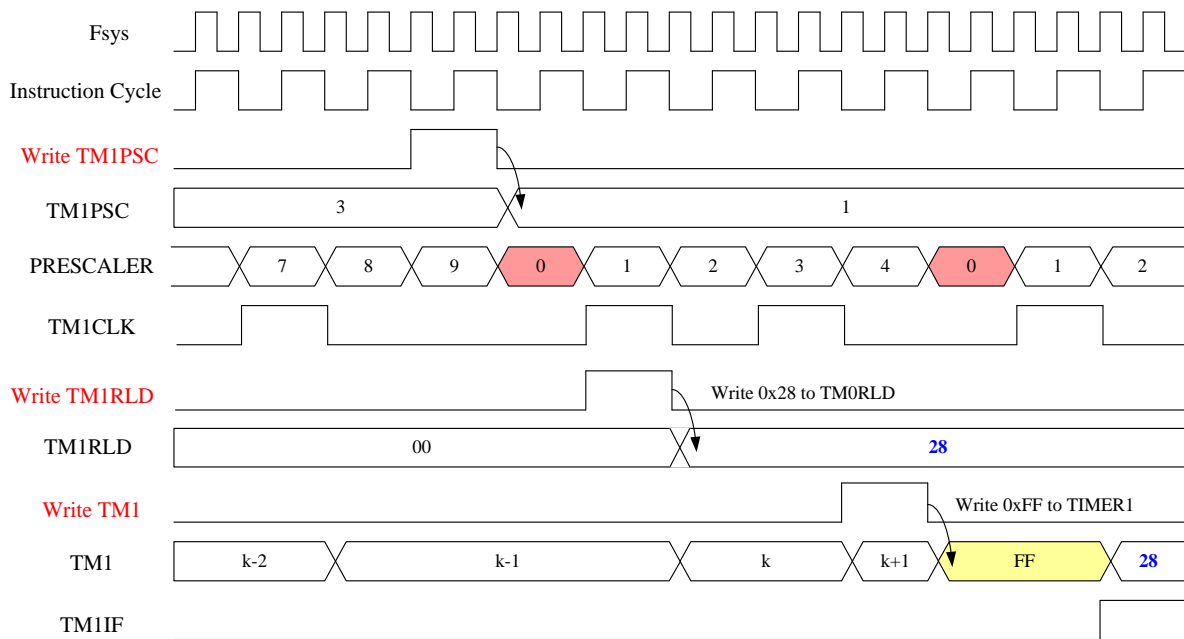 Fsys
Instruction Cycle
Write TM1PSC
TM1PSC 3 1
PRESCALER 7 8 9 0 1 2 3 4 0 1 2
TM1CLK
Write TM1RLD Write 0x28 to TM0RLD
TM1RLD 00 28
Write TM1 Write 0xFF to TIMER1
TM1 k-2 k-1 k k+1 FF 28
TM1IF